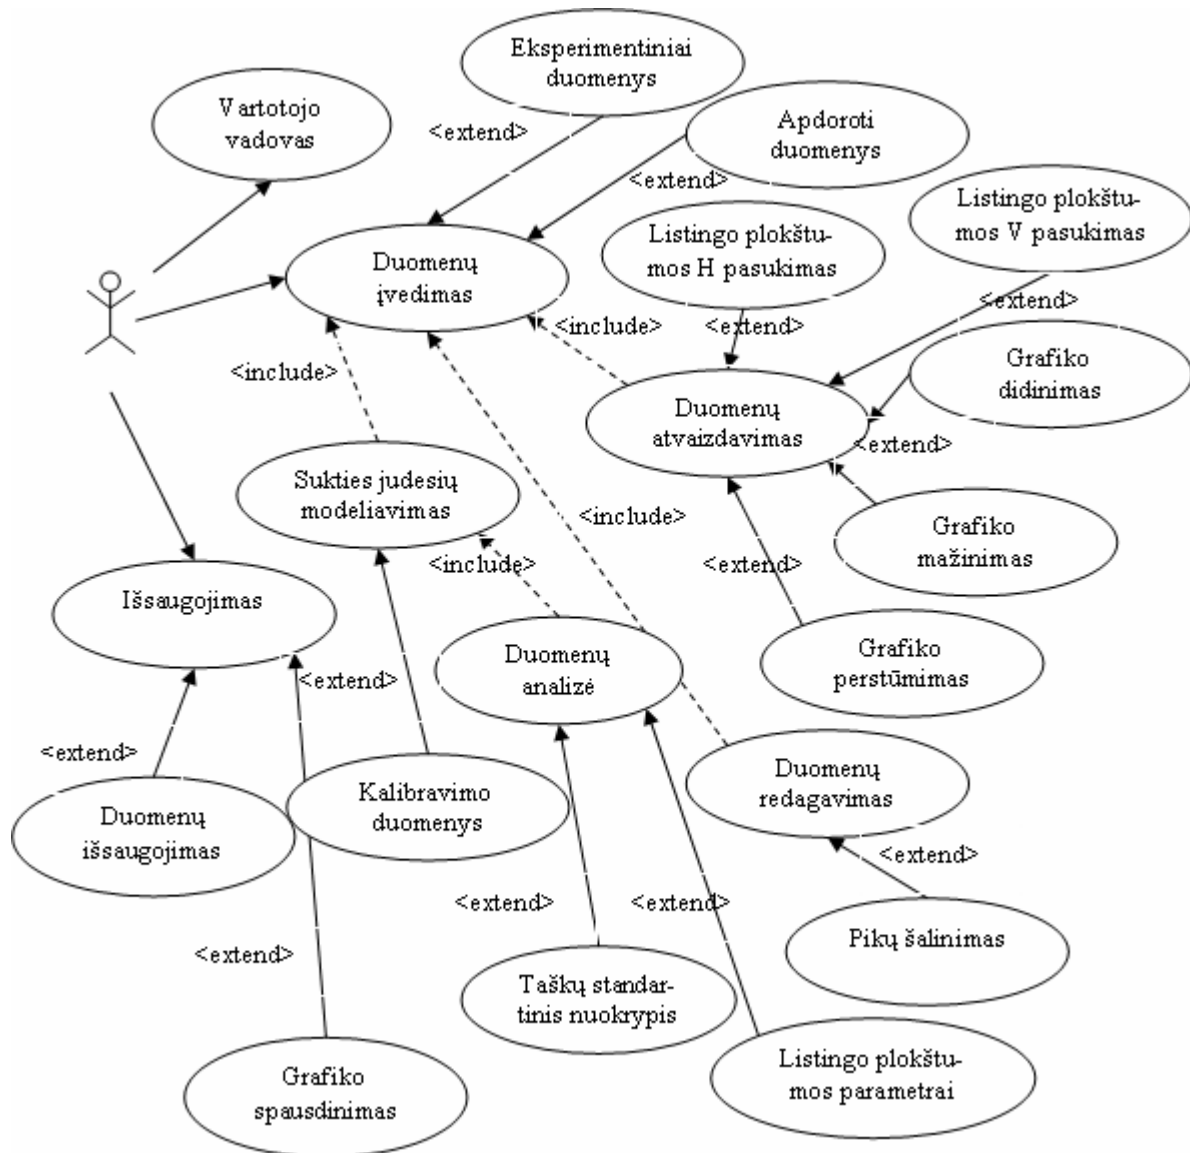 Eksperimentiniai
duomenys
Vartotojo
vadovas
<extend>
Apdoroti
duomenys
<extend>
Listingo plokštu-
mos V pasukimas
Listingo plokštu-
mos H pasukimas
Duomenų
įvedimas
<extend>
<include>
<extend>
<include>
Grafiko
didinimas
Duomenų
atvaizdavimas
<extend>
Sukties judesių
modeliavimas
<include>
Grafiko
mažinimas
<include>
<extend>
Išsaugojimas
Duomenų
analizė
Grafiko
perstūmimas
<extend>
<extend>
Duomenų
redagavimas
Kalibravimo
duomenys
Duomenų
išsaugojimas
<extend>
<extend>
<extend>
Pikų šalinimas
<extend>
Taškų standar-
tinis nuokrypis
Listingo plokštu-
mos parametrai
Grafiko
spausdinimas